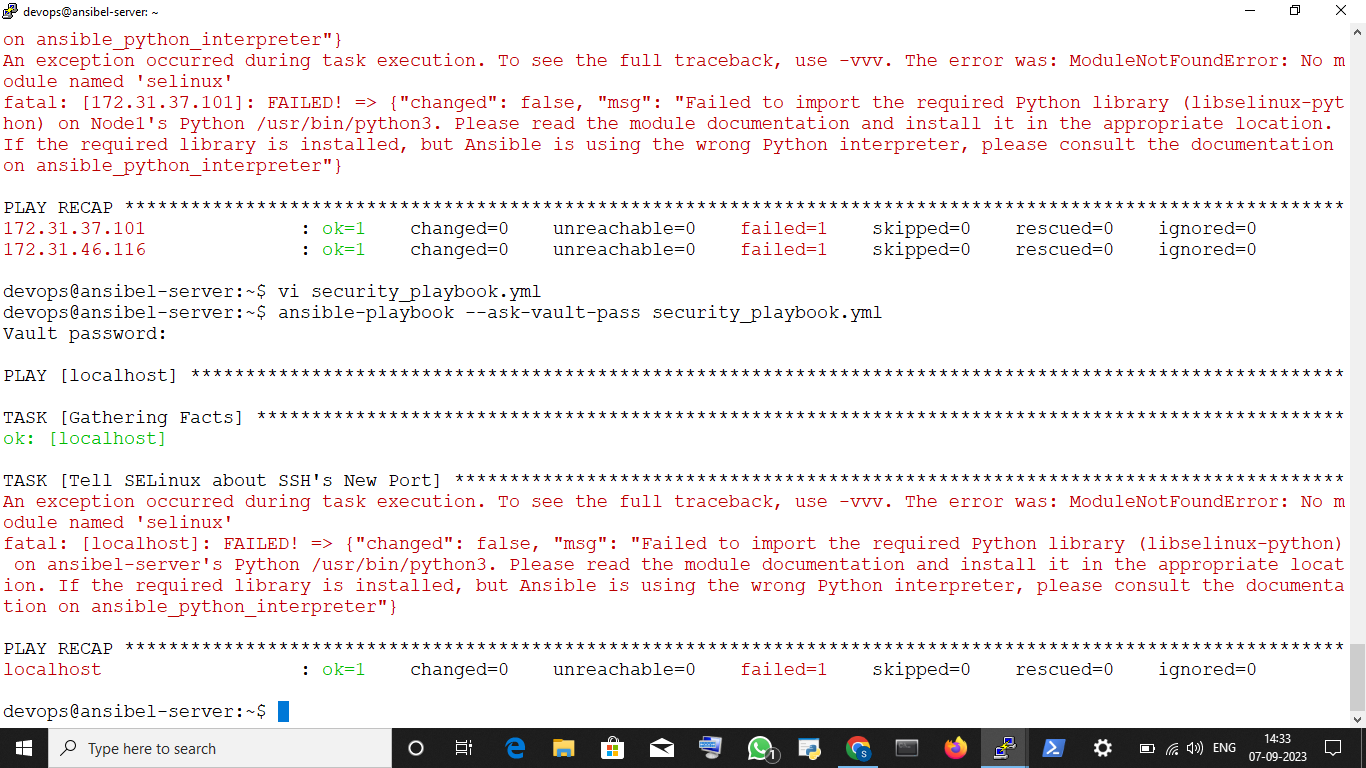 devops@ansibel-server: ~
on ansible_python_interpreter"}
An exception occurred during task execution. To see the full traceback, use -vvv. The error was: ModuleNotFoundError: No m
odule named 'selinux'
fatal: [172.31.37.101]: FAILED! => {"changed": false, "msg": "Failed to import the required Python library (libselinux-pyt
hon) on Node1's Python /usr/bin/python3. Please read the module documentation and install it in the appropriate location.
If the required library is installed, but Ansible is using the wrong Python interpreter, please consult the documentation
on ansible_python_interpreter"}
PLAY RECAP ***************************************************************************************************************
172.31.37.101 : ok=1 changed=0 unreachable=0 failed=1 skipped=0 rescued=0 ignored=0
172.31.46.116 : ok=1 changed=0 unreachable=0 failed=1 skipped=0 rescued=0 ignored=0
devops@ansibel-server:~$ vi security_playbook.yml
devops@ansibel-server:~$ ansible-playbook --ask-vault-pass security_playbook.yml
Vault password:
PLAY [localhost] *********************************************************************************************************
TASK [Gathering Facts] ***************************************************************************************************
ok: [localhost]
TASK [Tell SELinux about SSH's New Port] *********************************************************************************
An exception occurred during task execution. To see the full traceback, use -vvv. The error was: ModuleNotFoundError: No m
odule named 'selinux'
fatal: [localhost]: FAILED! => {"changed": false, "msg": "Failed to import the required Python library (libselinux-python)
on ansibel-server's Python /usr/bin/python3. Please read the module documentation and install it in the appropriate locat
ion. If the required library is installed, but Ansible is using the wrong Python interpreter, please consult the documenta
tion on ansible_python_interpreter"}
PLAY RECAP ***************************************************************************************************************
localhost : ok=1 changed=0 unreachable=0 failed=1 skipped=0 rescued=0 ignored=0
devops@ansibel-server:~$
Type here to search
1
S
ENG
14:33
07-09-2023